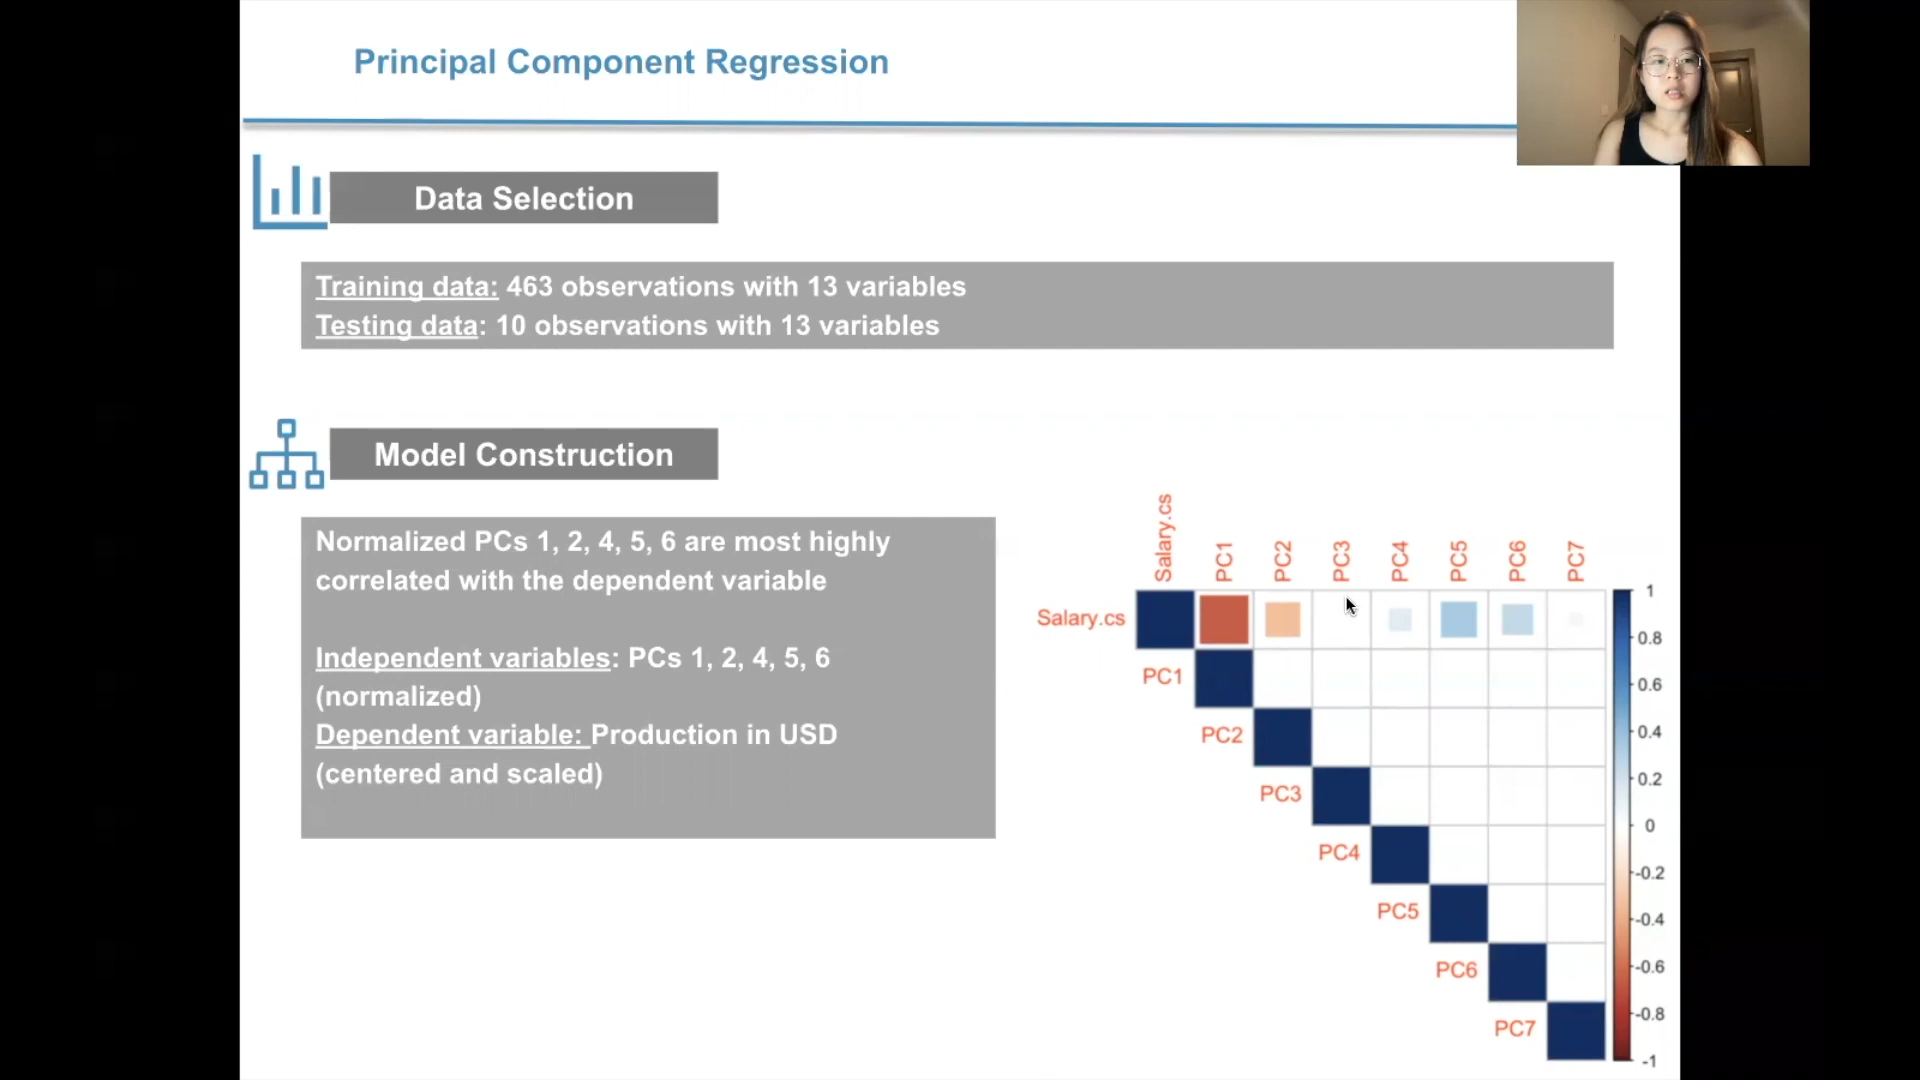 Principal Component Regression
Data Selection
Training data: 463 observations with 13 variables
Testing data: 10 observations with 13 variables
Model Construction
Normalized PCs 1, 2, 4, 5, 6 are most highly
correlated with the dependent variable
Independent variables: PCs 1, 2, 4, 5, 6
(normalized)
Dependent variable: Production in USD
(centered and scaled)
Salary.cs
PC1
PC2
PC3
PC4
PC5
PC6
PC7
Salary.cs
PC1
PC2
PC3
PC4
PC5
PC6
PC7
1
0.8
0.6
0.4
0.2
0
-0.2
-0.4
-0.6
-0.8
-1